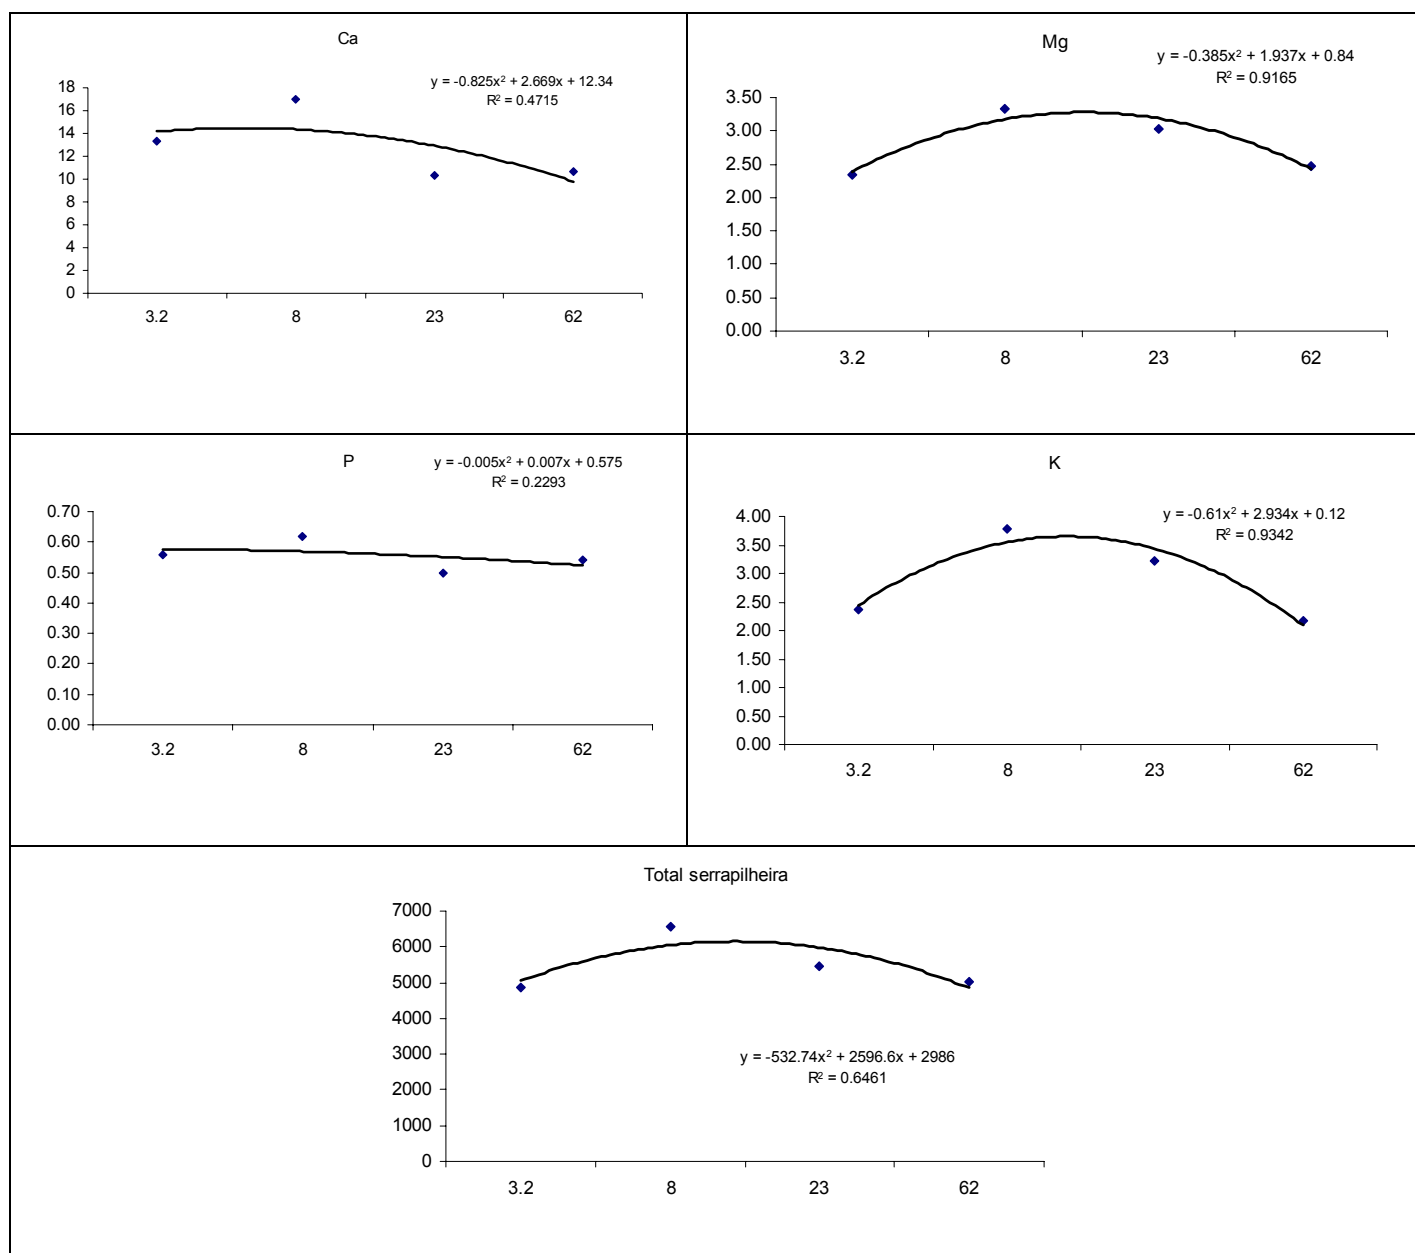 Ca
y = -0.825x² + 2.669x + 12.34
R² = 0.4715
18
16
14
12
10
8
6
4
2
0
3.2 8 23 62
Mg
y = -0.385x² + 1.937x + 0.84
R² = 0.9165
3.50
3.00
2.50
2.00
1.50
1.00
0.50
0.00
3.2 8 23 62
P
y = -0.005x² + 0.007x + 0.575
R² = 0.2293
0.70
0.60
0.50
0.40
0.30
0.20
0.10
0.00
3.2 8 23 62
K
y = -0.61x² + 2.934x + 0.12
R² = 0.9342
4.00
3.50
3.00
2.50
2.00
1.50
1.00
0.50
0.00
3.2 8 23 62
Total serrapilheira
7000
6000
5000
4000
3000
2000
1000
0
y = -532.74x² + 2596.6x + 2986
R² = 0.6461
3.2 8 23 62